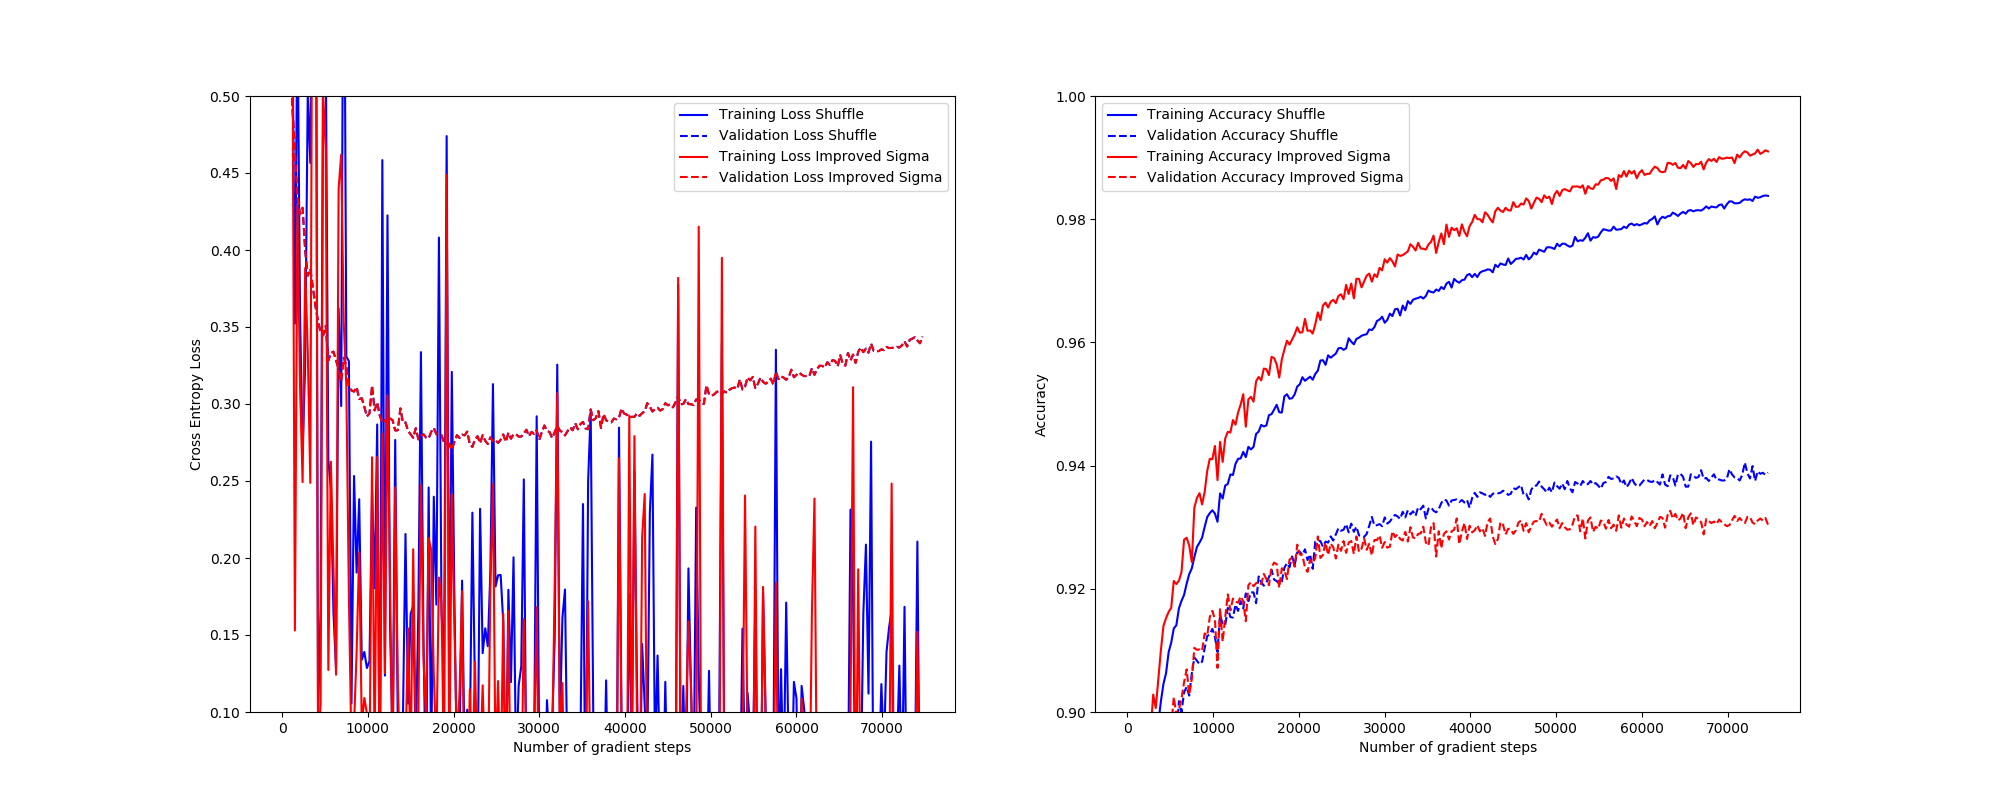 0.50
0.45
0.40
0.35
0.30
0.25
0.20
0.15
0.10
Cross Entropy Loss
0 10000 20000 30000 40000 50000 60000 70000
Number of gradient steps
Training Loss Shuffle
Validation Loss Shuffle
Training Loss Improved Sigma
Validation Loss Improved Sigma
1.00
0.98
0.96
0.94
0.92
0.90
Accuracy
0 10000 20000 30000 40000 50000 60000 70000
Number of gradient steps
Training Accuracy Shuffle
Validation Accuracy Shuffle
Training Accuracy Improved Sigma
Validation Accuracy Improved Sigma